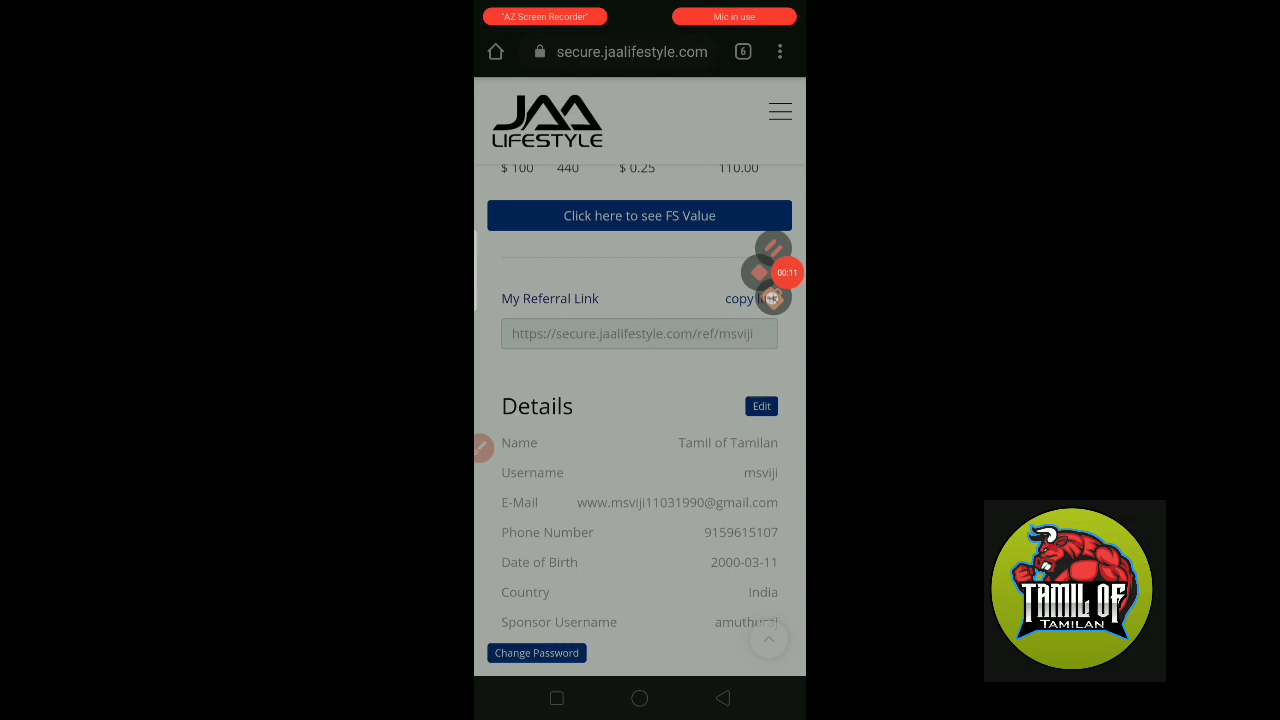 "AZ Screen Recorder"
Mic in use
secure.jaalifestyle.com
6
JAA
LIFESTYLE
$ 100 440 $ 0.25 110.00
Click here to see FS Value
00:11
My Referral Link copy link
https://secure.jaalifestyle.com/ref/msviji
Details Edit
Name Tamil of Tamilan
Username msviji
E-Mail www.msviji11031990@gmail.com
Phone Number 9159615107
Date of Birth 2000-03-11
Country India
Sponsor Username amuthuraj
Change Password
TAMIL OF
TAMILAN